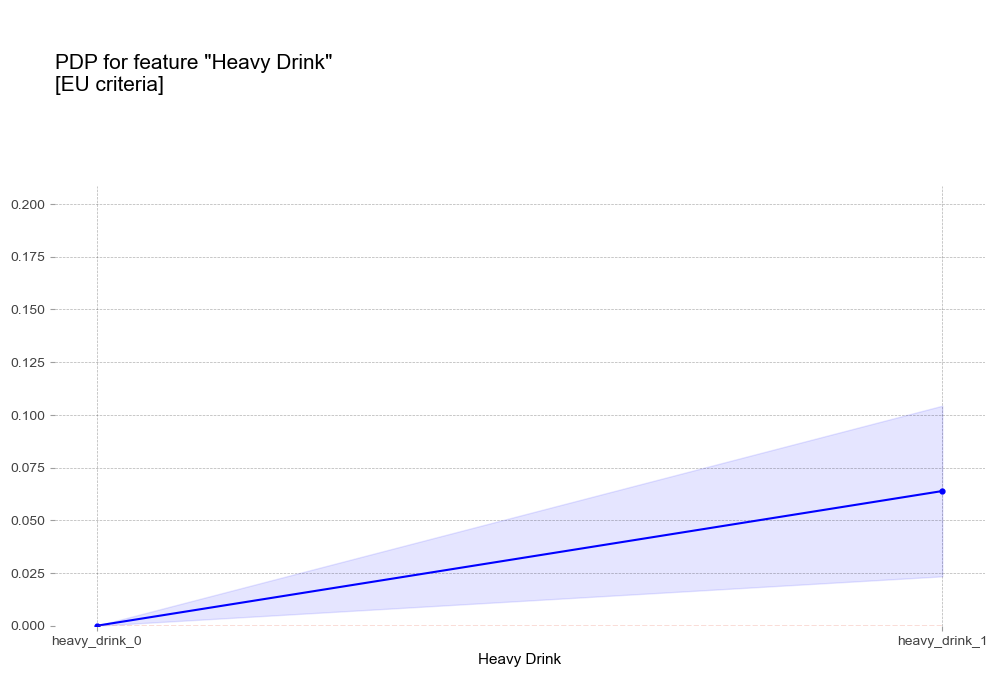 PDP for feature "Heavy Drink"
[EU criteria]
0.200
0.175
0.150
0.125
0.100
0.075
0.050
0.025
0.000
heavy_drink_0 heavy_drink_1
Heavy Drink